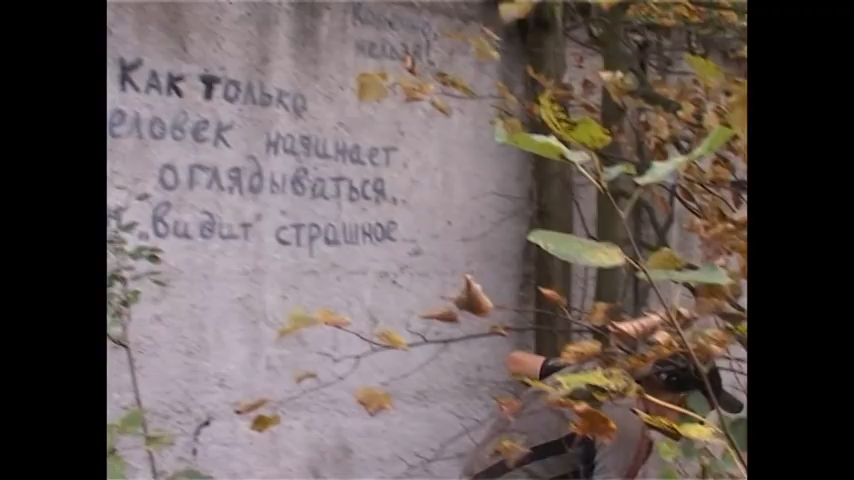 нельзя!
Как только
еловек начинает
оглядываться..
"видит" страшное...